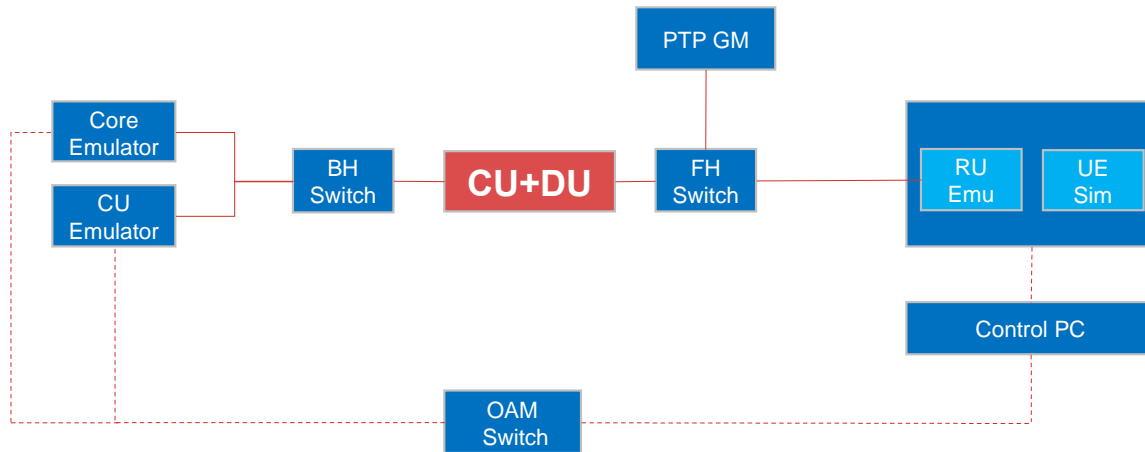 PTP GM
Core
Emulator
CU
Emulator
BH
Switch
CU+DU
FH
Switch
RU
Emu
UE
Sim
Control PC
OAM
Switch